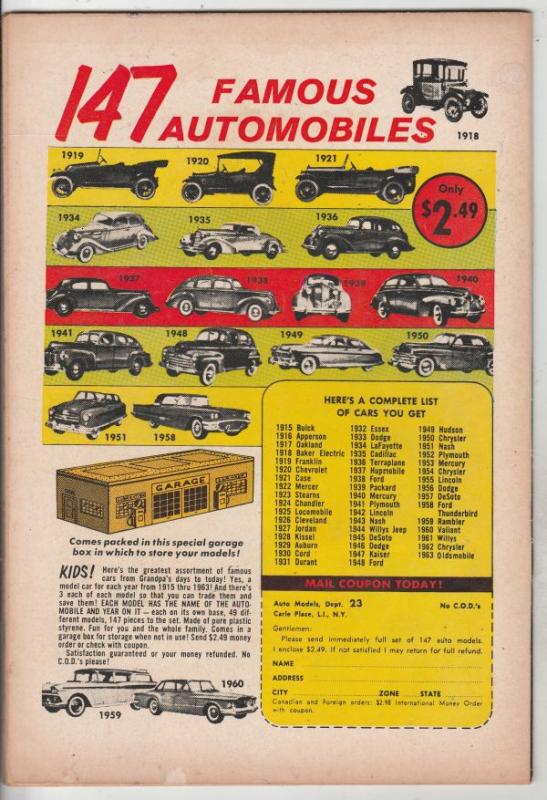 147 FAMOUS
AUTOMOBILES
1918
1919
1920
1921
Only
$2.49
1934
1935
1936
1937
1938
1939
1940
1941
1948
1949
1950
1951
1958
GARAGE
Comes packed in this special garage
box in which to store your models!
KIDS! Here's the greatest assortment of famous
cars from Grandpa's days to today! Yes, a
model car for each year from 1915 thru 1963! And there's
3 each of each model so that you can trade them and
save them! EACH MODEL HAS THE NAME OF THE AUTO-
MOBILE AND YEAR ON IT — each on its own base, 49 dif-
ferent models, 147 pieces to the set. Made of pure plastic
styrene. Fun for you and the whole family. Comes in a
garage box for storage when not in use! Send $2.49 money
order or check with coupon.
Satisfaction guaranteed or your money refunded. No
C.O.D.'s please!
1959
1960
HERE'S A COMPLETE LIST
OF CARS YOU GET
1915 Buick
1916 Apperson
1917 Oakland
1918 Baker Electric
1919 Franklin
1920 Chevrolet
1921 Case
1922 Mercer
1923 Stearns
1924 Chandler
1925 Locomobile
1926 Cleveland
1927 Jordan
1928 Kissel
1929 Auburn
1930 Cord
1931 Durant
1932 Essex
1933 Dodge
1934 LaFayette
1935 Cadillac
1936 Terraplane
1937 Hupmobile
1938 Ford
1939 Packard
1940 Mercury
1941 Plymouth
1942 Lincoln
1943 Nash
1944 Willys Jeep
1945 DeSoto
1946 Dodge
1947 Kaiser
1948 Ford
1949 Hudson
1950 Chrysler
1951 Nash
1952 Plymouth
1953 Mercury
1954 Chrysler
1955 Lincoln
1956 Dodge
1957 DeSoto
1958 Ford
Thunderbird
1959 Rambler
1960 Valiant
1961 Willys
1962 Chrysler
1963 Oldsmobile
MAIL COUPON TODAY!
Auto Models, Dept. 23 No C.O.D.'s
Carle Place, L.I., N.Y.
Gentlemen:
Please send immediately full set of 147 auto models.
I enclose $2.49. If not satisfied I may return for full refund.
NAME
ADDRESS
CITY ZONE STATE
Canadian and Foreign orders: $2.98 International Money Order
with coupon.